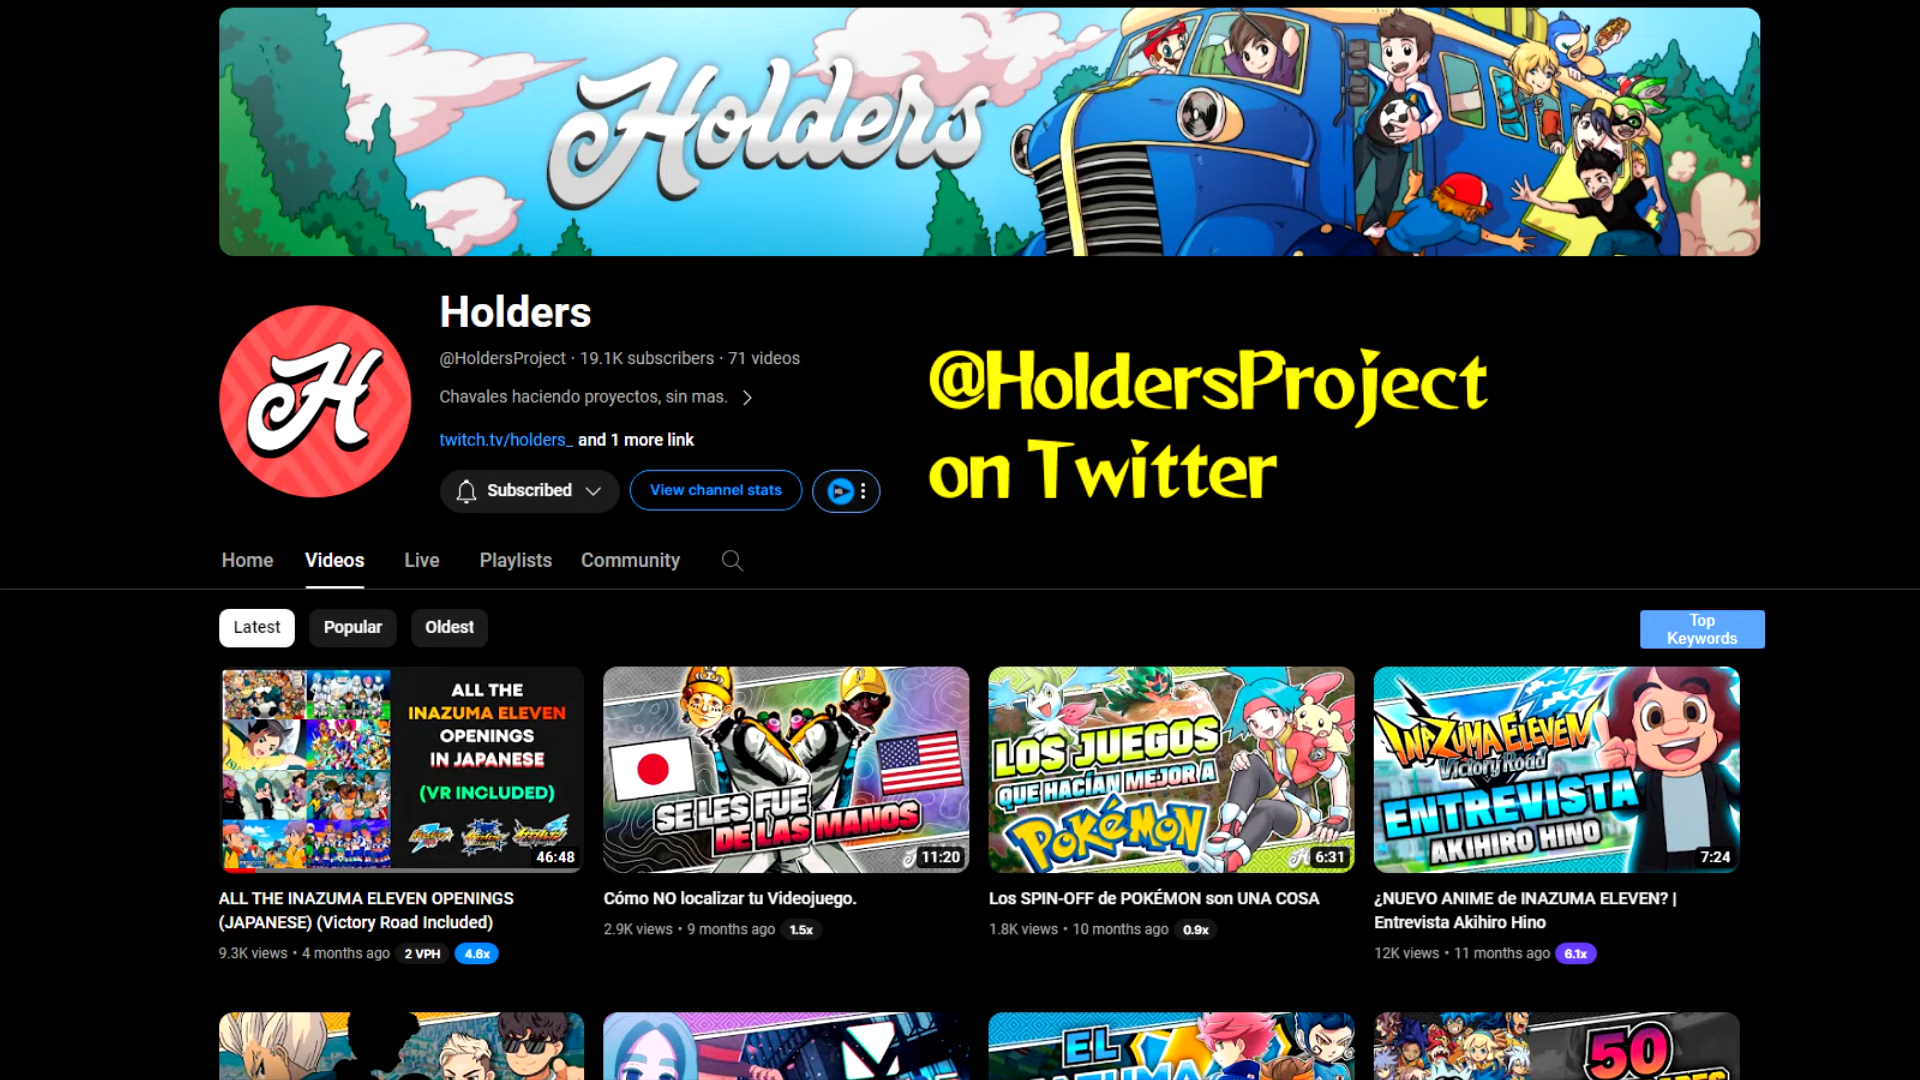 Holders
Holders
@HoldersProject · 19.1K subscribers · 71 videos
Chavales haciendo proyectos, sin mas.
twitch.tv/holders_ and 1 more link
Subscribed
View channel stats
@HoldersProject
on Twitter
Home
Videos
Live
Playlists
Community
Latest
Popular
Oldest
Top
Keywords
ALL THE
INAZUMA ELEVEN
OPENINGS
IN JAPANESE
(VR INCLUDED)
46:48
ALL THE INAZUMA ELEVEN OPENINGS
(JAPANESE) (Victory Road Included)
9.3K views • 4 months ago
2 VPH
4.6x
SE LES FUE
DE LAS MANOS
11:20
Cómo NO localizar tu Videojuego.
2.9K views • 9 months ago
1.5x
LOS JUEGOS
QUE HACÍAN MEJOR A
POKéMON
6:31
Los SPIN-OFF de POKÉMON son UNA COSA
1.8K views • 10 months ago
0.9x
INAZUMA ELEVEN
Victory Road
ENTREVISTA
AKIHIRO HINO
7:24
¿NUEVO ANIME de INAZUMA ELEVEN? |
Entrevista Akihiro Hino
12K views • 11 months ago
6.1x
EL
50